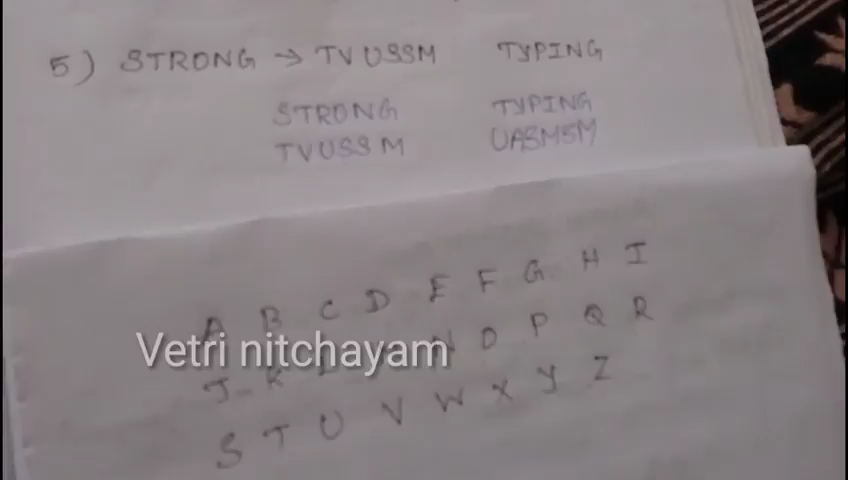 5) STRONG → TVUSSM TYPING
STRONG TYPING
TVUSSM UASMSM
A B C D E F G H I
J K L N O P Q R
S T U V W X Y Z
Vetri nitchayam